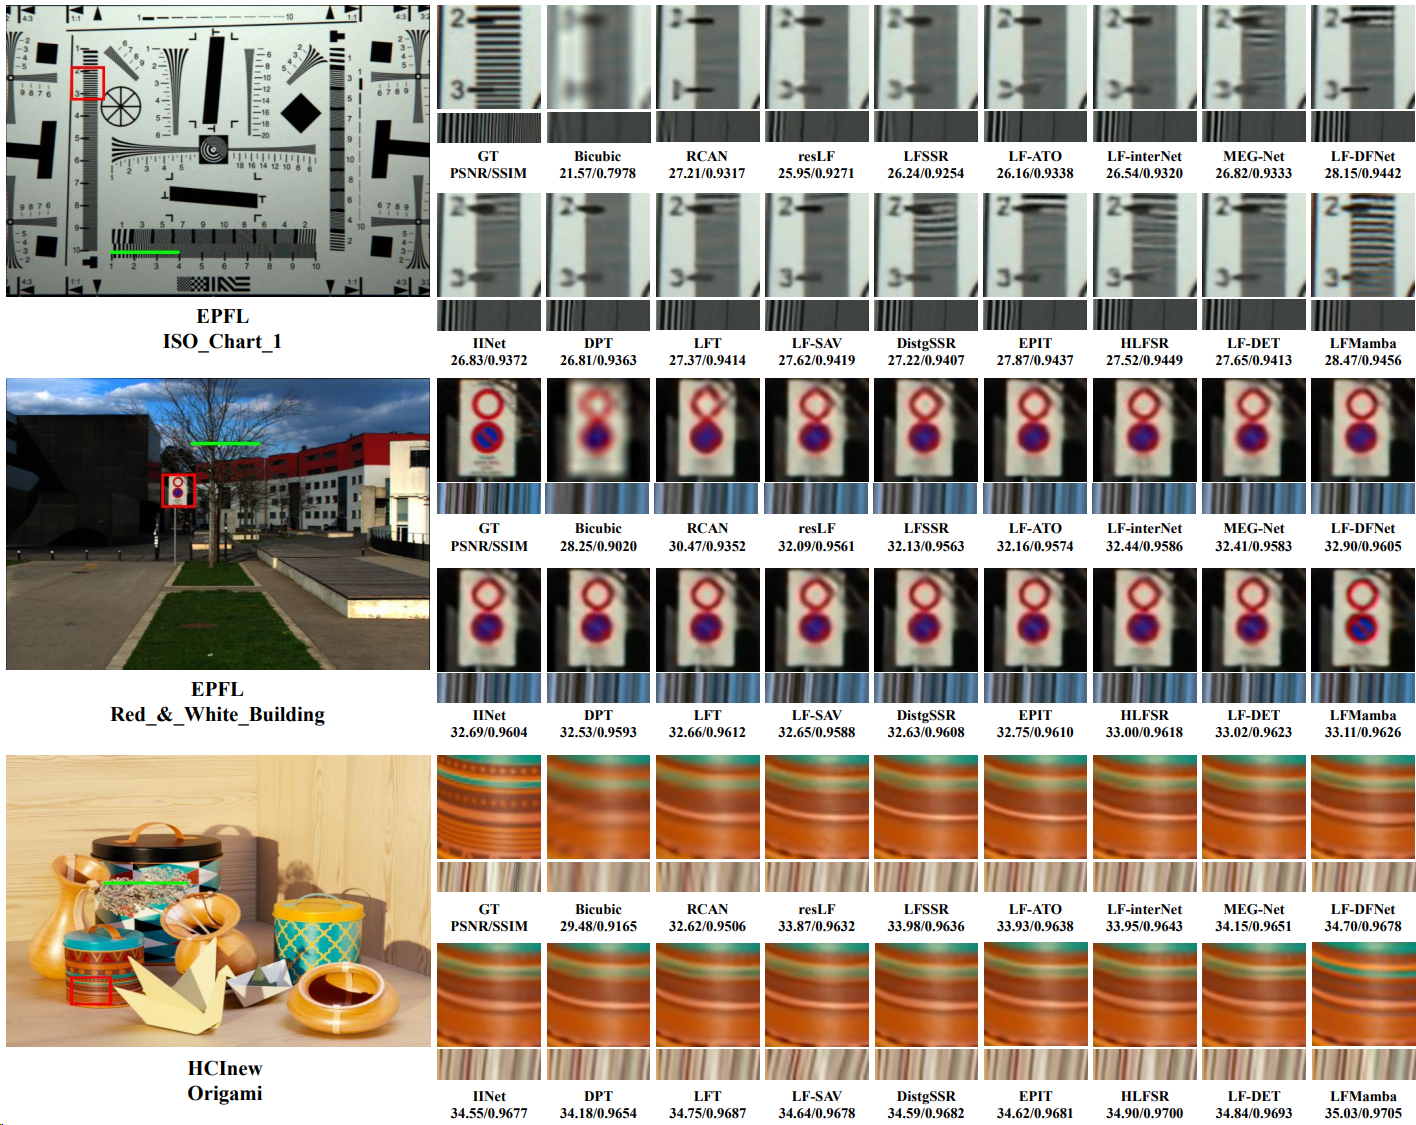 GT Bicubic RCAN resLF LFSSR LF-ATO LF-interNet MEG-Net LF-DFNet
PSNR/SSIM 21.57/0.7978 27.21/0.9317 25.95/0.9271 26.24/0.9254 26.16/0.9338 26.54/0.9320 26.82/0.9333 28.15/0.9442
EPFL
ISO_Chart_1
IINet DPT LFT LF-SAV DistgSSR EPIT HLFSR LF-DET LFMamba
26.83/0.9372 26.81/0.9363 27.37/0.9414 27.62/0.9419 27.22/0.9407 27.87/0.9437 27.52/0.9449 27.65/0.9413 28.47/0.9456
GT Bicubic RCAN resLF LFSSR LF-ATO LF-interNet MEG-Net LF-DFNet
PSNR/SSIM 28.25/0.9020 30.47/0.9352 32.09/0.9561 32.13/0.9563 32.16/0.9574 32.44/0.9586 32.41/0.9583 32.90/0.9605
EPFL
Red_&_White_Building
IINet DPT LFT LF-SAV DistgSSR EPIT HLFSR LF-DET LFMamba
32.69/0.9604 32.53/0.9593 32.66/0.9612 32.65/0.9588 32.63/0.9608 32.75/0.9610 33.00/0.9618 33.02/0.9623 33.11/0.9626
GT Bicubic RCAN resLF LFSSR LF-ATO LF-interNet MEG-Net LF-DFNet
PSNR/SSIM 29.48/0.9165 32.62/0.9506 33.87/0.9632 33.98/0.9636 33.93/0.9638 33.95/0.9643 34.15/0.9651 34.70/0.9678
HCInew
Origami
IINet DPT LFT LF-SAV DistgSSR EPIT HLFSR LF-DET LFMamba
34.55/0.9677 34.18/0.9654 34.75/0.9687 34.64/0.9678 34.59/0.9682 34.62/0.9681 34.90/0.9700 34.84/0.9693 35.03/0.9705